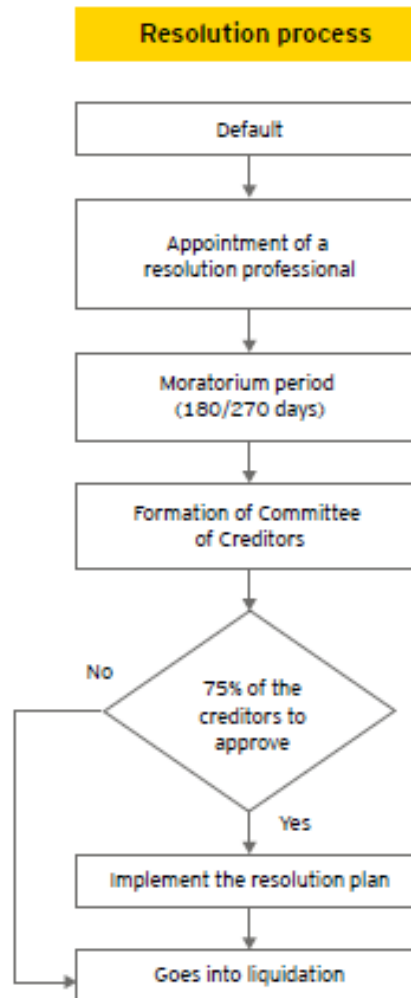 Resolution process
Default
Appointment of a
resolution professional
Moratorium period
(180/270 days)
Formation of Committee
of Creditors
No
75% of the
creditors to
approve
Yes
Implement the resolution plan
Goes into liquidation